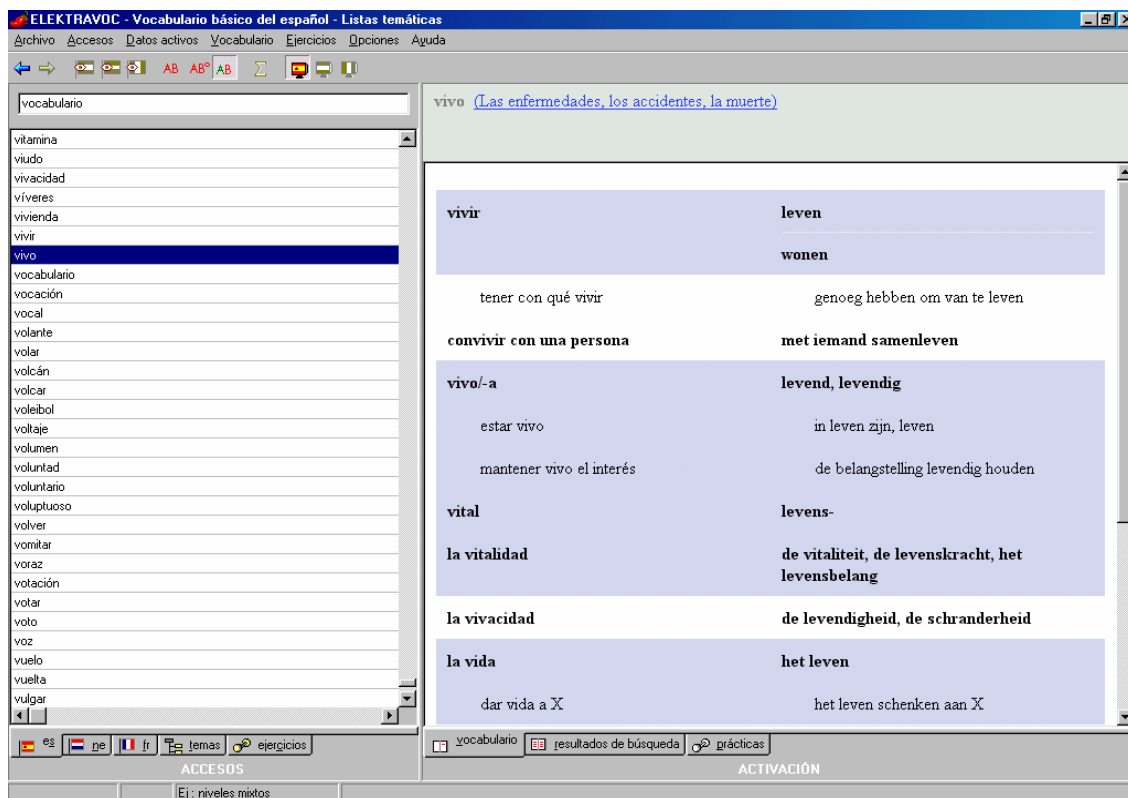 ELEKTRAVOC - Vocabulario básico del español - Listas temáticas
Archivo Accesos Datos activos Vocabulario Ejercicios Opciones Ayuda
AB ABº AB Σ
vocabulario
vitamina
viudo
vivacidad
víveres
vivienda
vivir
vivo
vocabulario
vocación
vocal
volante
volar
volcán
volcar
voleibol
voltaje
volumen
voluntad
voluntario
voluptuoso
volver
vomitar
voraz
votación
votar
voto
voz
vuelo
vuelta
vulgar
es ne fr temas ejercicios
ACCESOS
vivo (Las enfermedades, los accidentes, la muerte)
vivir leven
wonen
tener con qué vivir genoeg hebben om van te leven
convivir con una persona met iemand samenleven
vivo/-a levend, levendig
estar vivo in leven zijn, leven
mantener vivo el interés de belangstelling levendig houden
vital levens-
la vitalidad de vitaliteit, de levenskracht, het
levensbelang
la vivacidad de levendigheid, de schranderheid
la vida het leven
dar vida a X het leven schenken aan X
vocabulario resultados de búsqueda prácticas
ACTIVACIÓN
Ej : niveles mixtos